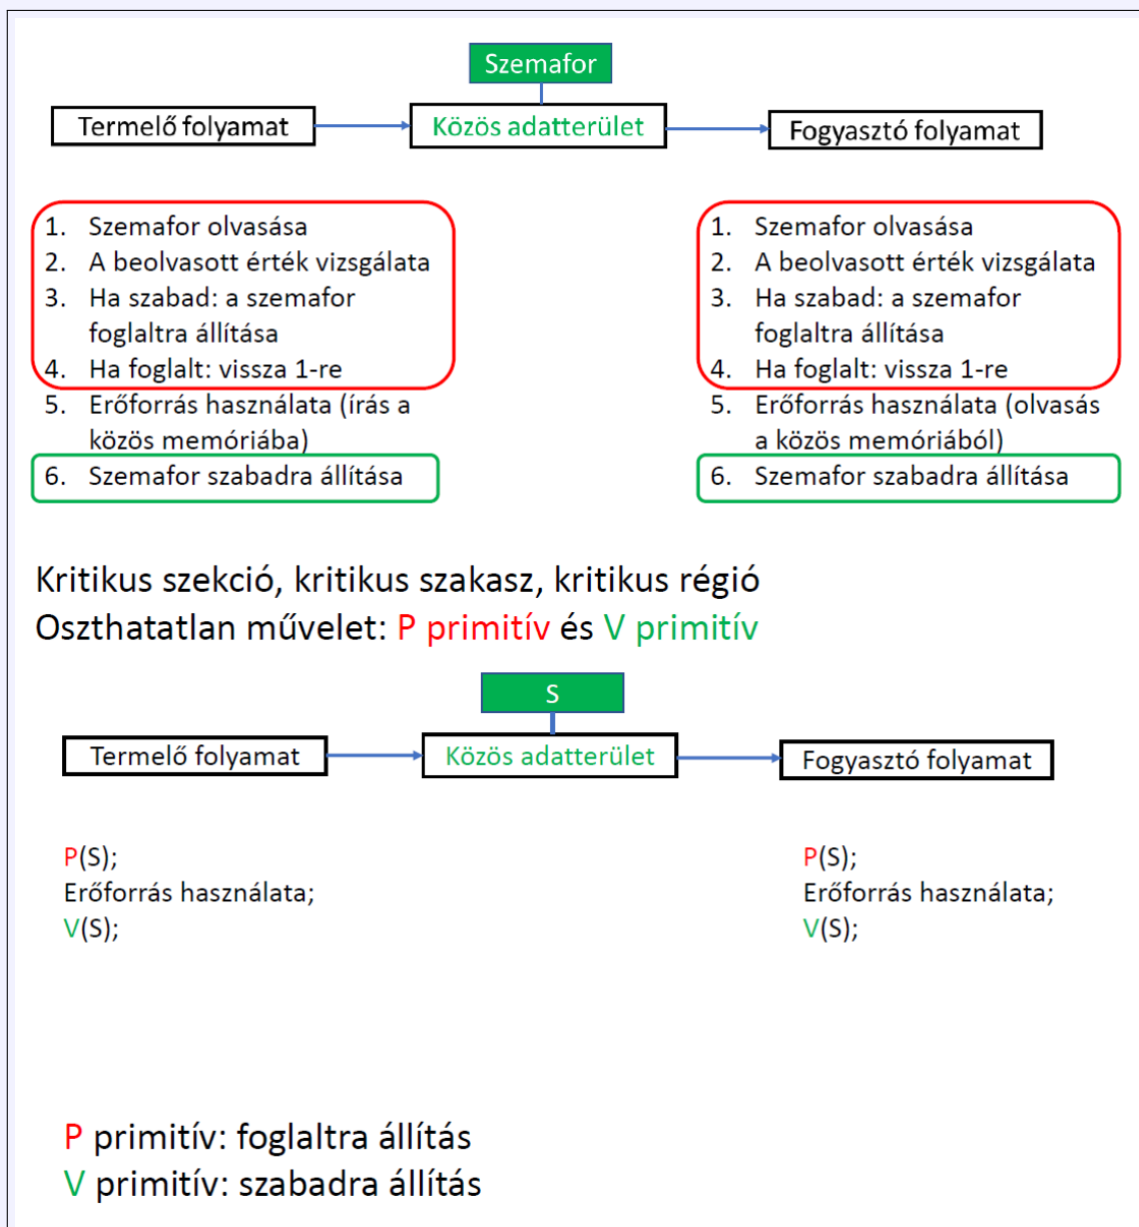 Szemafor
Termelő folyamat
Közös adatterület
Fogyasztó folyamat
1. Szemafor olvasása
2. A beolvasott érték vizsgálata
3. Ha szabad: a szemafor
foglaltra állítása
4. Ha foglalt: vissza 1-re
5. Erőforrás használata (írás a
közös memóriába)
6. Szemafor szabadra állítása
1. Szemafor olvasása
2. A beolvasott érték vizsgálata
3. Ha szabad: a szemafor
foglaltra állítása
4. Ha foglalt: vissza 1-re
5. Erőforrás használata (olvasás
a közös memóriából)
6. Szemafor szabadra állítása
Kritikus szekció, kritikus szakasz, kritikus régió
Oszthatatlan művelet: P primitív és V primitív
S
Termelő folyamat
Közös adatterület
Fogyasztó folyamat
P(S);
Erőforrás használata;
V(S);
P(S);
Erőforrás használata;
V(S);
P primitív: foglaltra állítás
V primitív: szabadra állítás